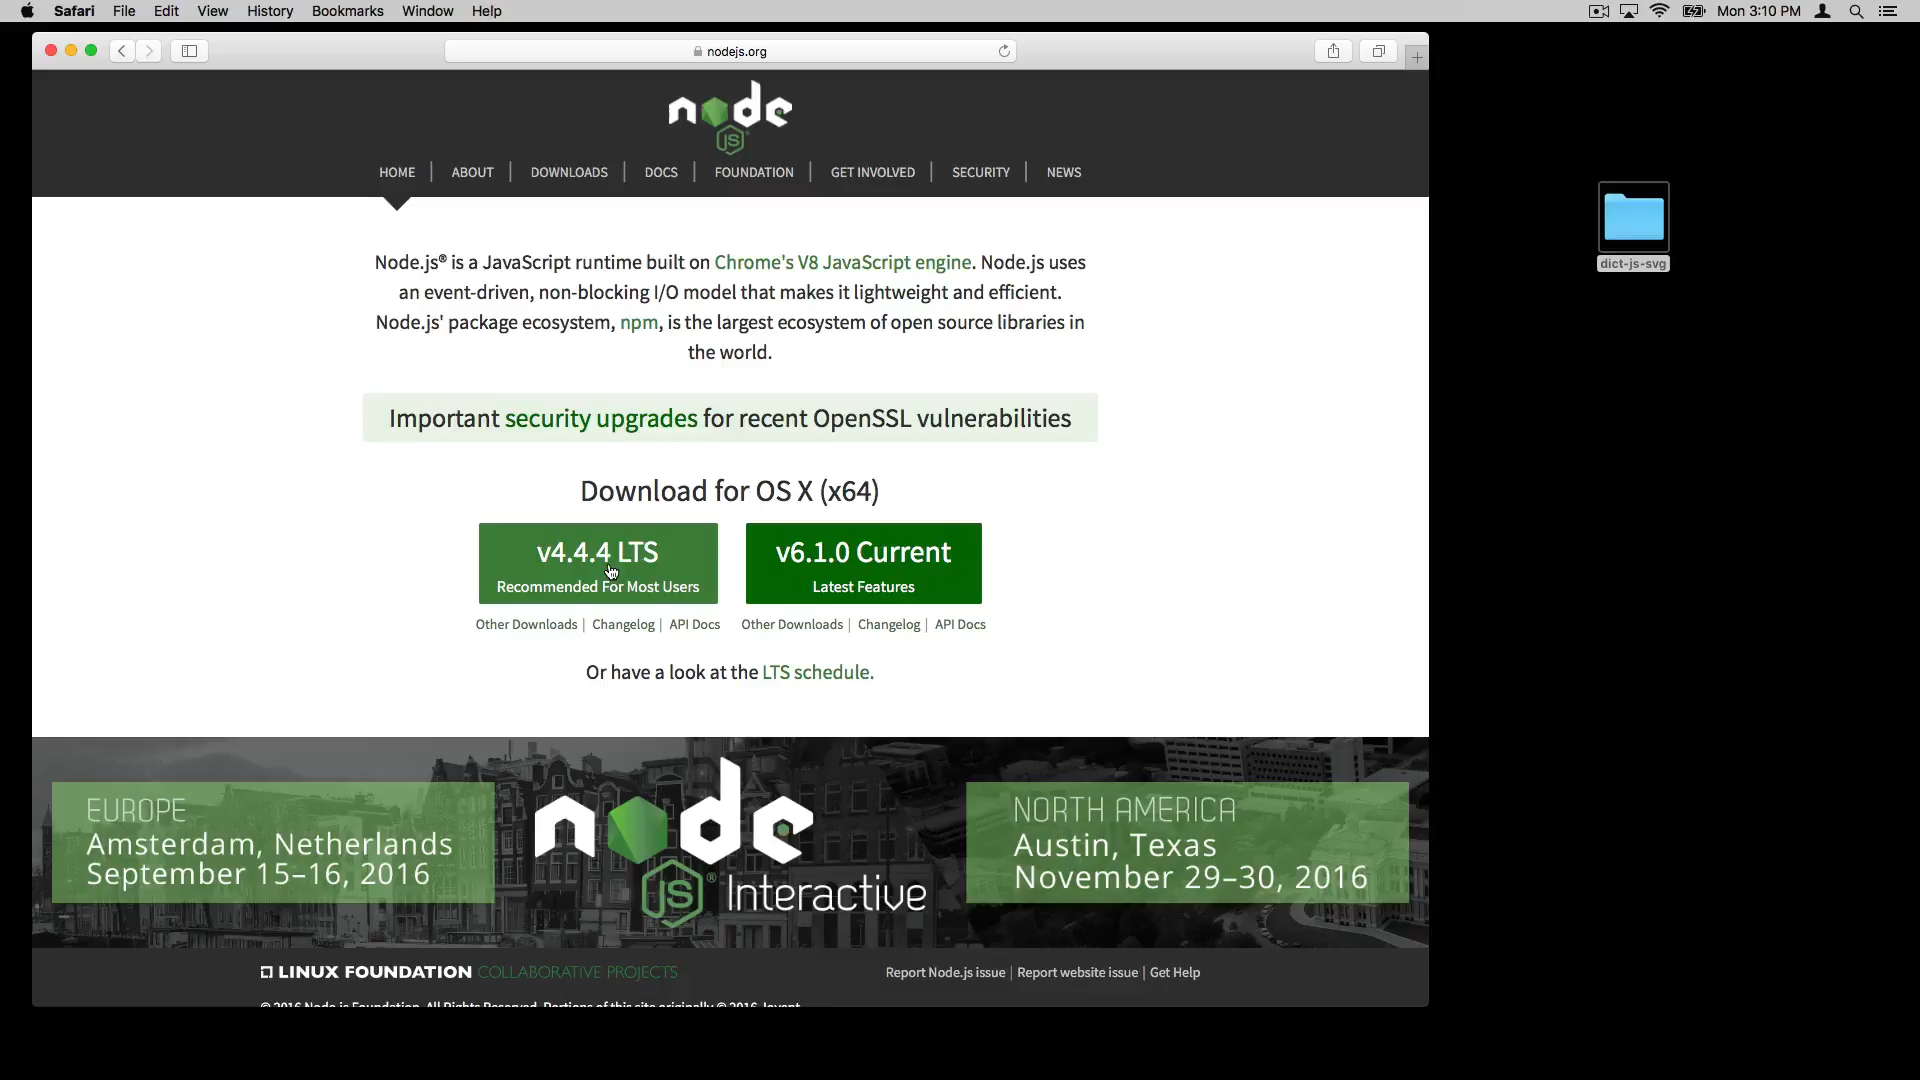 Safari File Edit View History Bookmarks Window Help Mon 3:10 PM
nodejs.org
node
JS
HOME ABOUT DOWNLOADS DOCS FOUNDATION GET INVOLVED SECURITY NEWS
dict-js-svg
Node.js® is a JavaScript runtime built on Chrome's V8 JavaScript engine. Node.js uses
an event-driven, non-blocking I/O model that makes it lightweight and efficient.
Node.js' package ecosystem, npm, is the largest ecosystem of open source libraries in
the world.
Important security upgrades for recent OpenSSL vulnerabilities
Download for OS X (x64)
v4.4.4 LTS
Recommended For Most Users
v6.1.0 Current
Latest Features
Other Downloads | Changelog | API Docs
Other Downloads | Changelog | API Docs
Or have a look at the LTS schedule.
EUROPE
Amsterdam, Netherlands
September 15–16, 2016
node
JS® Interactive
NORTH AMERICA
Austin, Texas
November 29–30, 2016
LINUX FOUNDATION COLLABORATIVE PROJECTS
Report Node.js issue | Report website issue | Get Help
© 2016 Node.js Foundation. All Rights Reserved. Portions of this site originally © 2016 Joyent.